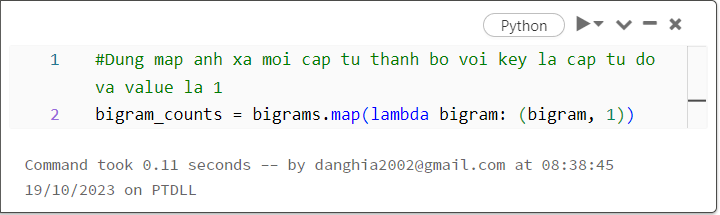 Python
1 #Dung map anh xa moi cap tu thanh bo voi key la cap tu do
va value la 1
2 bigram_counts = bigrams.map(lambda bigram: (bigram, 1))
Command took 0.11 seconds -- by danghia2002@gmail.com at 08:38:45
19/10/2023 on PTDLL